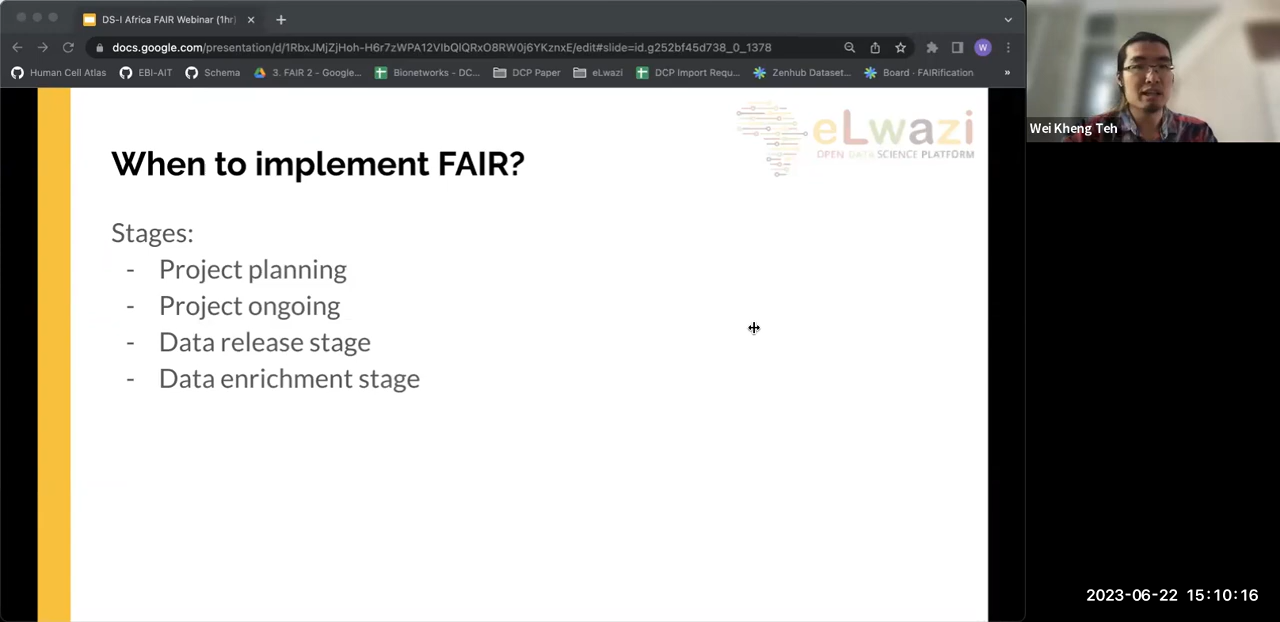 DS-I Africa FAIR Webinar (1hr)
docs.google.com/presentation/d/1RbxJMjZjHoh-H6r7zWPA12VIbQlQRxO8RW0j6YKznxE/edit#slide=id.g252bf45d738_0_1378
W
Human Cell Atlas
EBI-AIT
Schema
3. FAIR 2 - Google...
Bionetworks - DC...
DCP Paper
eLwazi
DCP Import Requ...
Zenhub Dataset...
Board · FAIRification
»
Wei Kheng Teh
eLwazi
OPEN DATA SCIENCE PLATFORM
When to implement FAIR?
Stages:
- Project planning
- Project ongoing
- Data release stage
- Data enrichment stage
2023-06-22 15:10:16